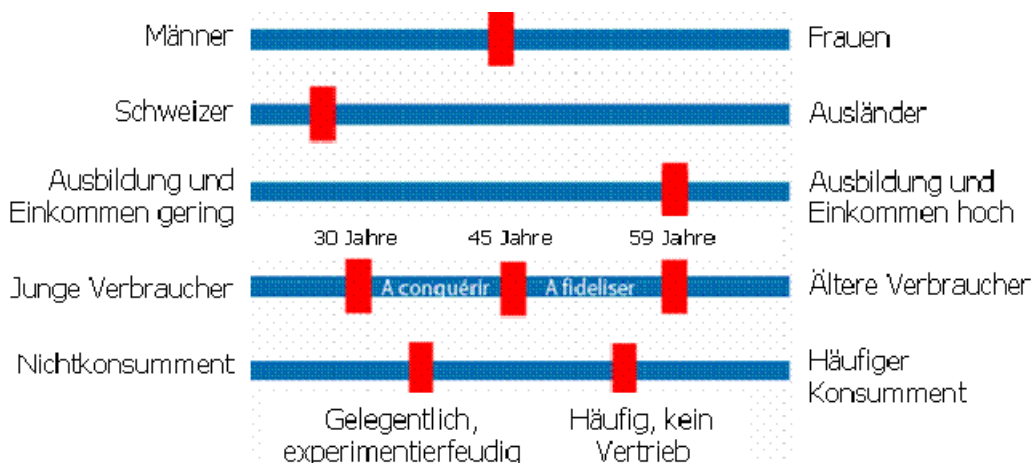 Männer
Frauen
Schweizer
Ausländer
Ausbildung und
Einkommen gering
Ausbildung und
Einkommen hoch
30 Jahre 45 Jahre 59 Jahre
Junge Verbraucher
A conquérir
A fideliser
Ältere Verbraucher
Nichtkonsumment
Häufiger
Konsumment
Gelegentlich,
experimentierfeudig
Häufig, kein
Vertrieb